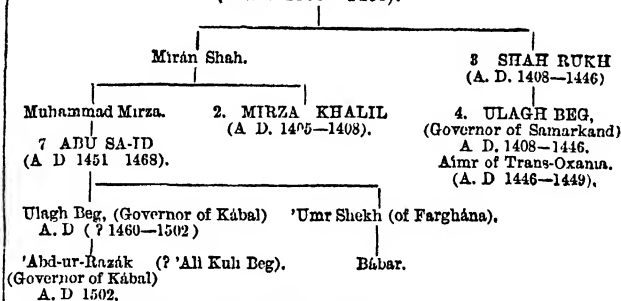 Mirán Shah.
3 SHAH RUKH
(A. D. 1408—1446)
Muhammad Mirza.
2. MIRZA KHALIL
(A D. 1405—1408).
4. ULAGH BEG,
(Governor of Samarkand)
A D. 1408—1446.
Aímr of Trans-Oxania.
(A. D 1446—1449).
7 ABU SA-ID
(A D 1451 1468).
Ulagh Beg, (Governor of Kábal)
A. D ( ? 1460—1502)
'Umr Shekh (of Farghána).
'Abd-ur-Razák (? 'Ali Kuli Beg).
(Governor of Kábal)
A. D 1502.
Bábar.